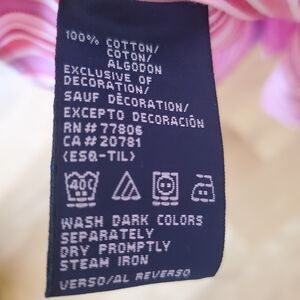 100% COTTON/
COTON/
ALGODON
EXCLUSIVE OF
DECORATION/
SAUF DÉCORATION/
EXCEPTO DECORACIÓN
RN# 77806
CA# 20781
(ESQ-TIL)
40C
WASH DARK COLORS
SEPARATELY
DRY PROMPTLY
STEAM IRON
VERSO/AL REVERSO